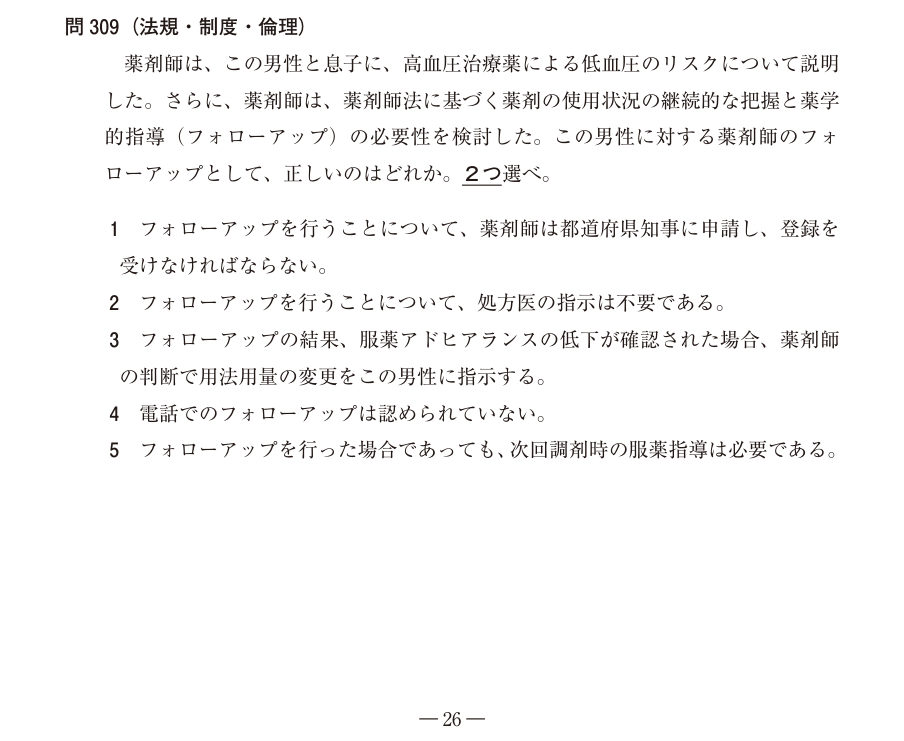 問 309（法規・制度・倫理）
薬剤師は、この男性と息子に、高血圧治療薬による低血圧のリスクについて説明
した。さらに、薬剤師は、薬剤師法に基づく薬剤の使用状況の継続的な把握と薬学
的指導（フォローアップ）の必要性を検討した。この男性に対する薬剤師のフォ
ローアップとして、正しいのはどれか。２つ選べ。
1 フォローアップを行うことについて、薬剤師は都道府県知事に申請し、登録を
受けなければならない。
2 フォローアップを行うことについて、処方医の指示は不要である。
3 フォローアップの結果、服薬アドヒアランスの低下が確認された場合、薬剤師
の判断で用法用量の変更をこの男性に指示する。
4 電話でのフォローアップは認められていない。
5 フォローアップを行った場合であっても、次回調剤時の服薬指導は必要である。
― 26 ―